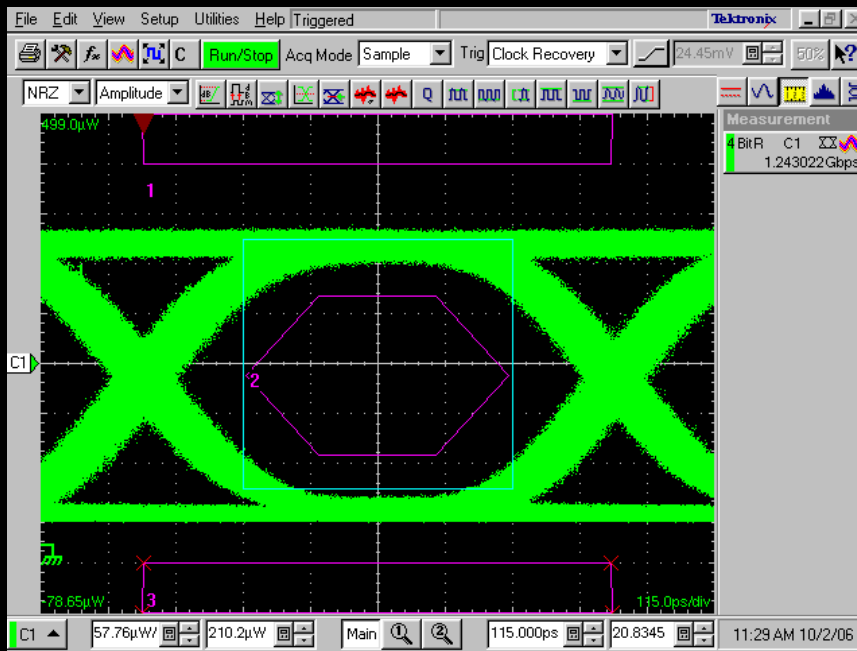 File Edit View Setup Utilities Help Triggered Tektronix
C Run/Stop Acq Mode Sample Trig Clock Recovery 24.45mV 50% ?
NRZ Amplitude Q
499.0µW
Measurement
4 BitR C1
1.243022Gbps
1
C1
2
3
-78.65µW
115.0ps/div
C1 57.76µW/ 210.2µW Main 1 2 115.000ps 20.8345 11:29 AM 10/2/06